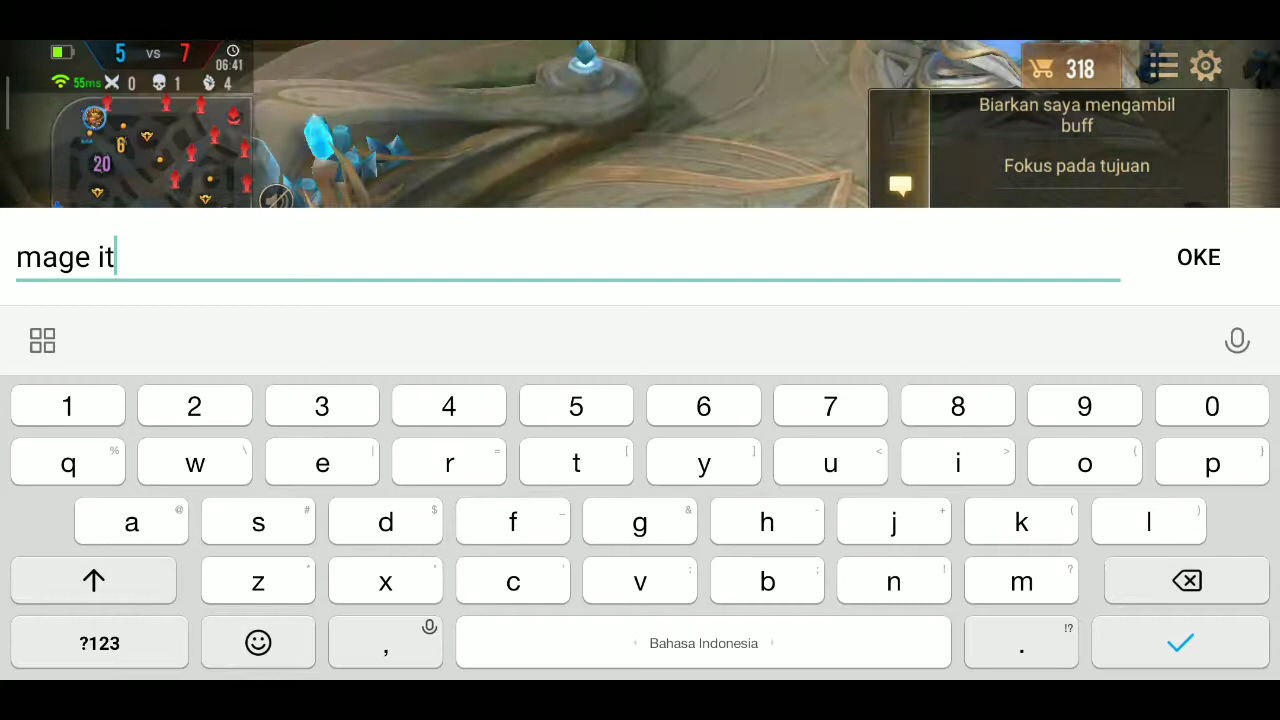 5 vs 7
06:41
55ms 0 1 4
6
20
318
Biarkan saya mengambil
buff
Fokus pada tujuan
mage it
OKE
1 2 3 4 5 6 7 8 9 0
q % w \ e | r = t [ y ] u < i > o { p }
a @ s # d $ f _ g & h - j + k ( l )
z * x " c ' v : b ; n ! m ?
?123 , Bahasa Indonesia . !?